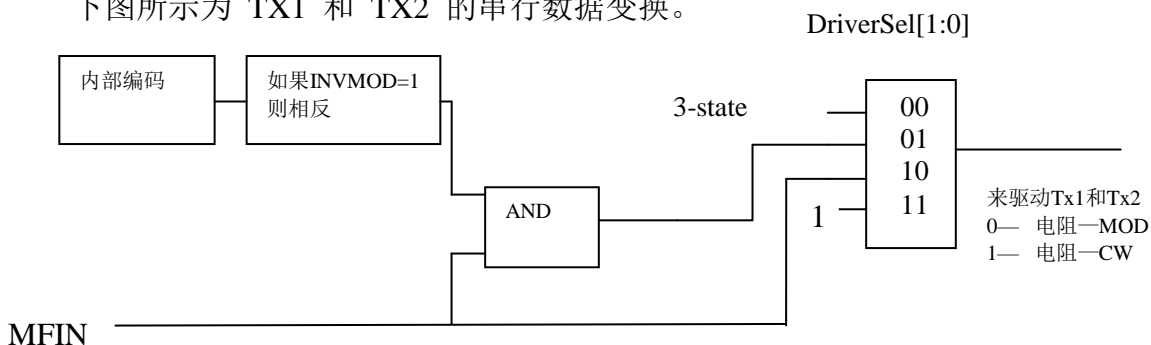 下图所示为 TX1 和 TX2 的串行数据变换。
DriverSel[1:0]
内部编码
如果INVMOD=1
则相反
3-state
00
01
10
11
1
AND
来驱动Tx1和Tx2
0— 电阻—MOD
1— 电阻—CW
MFIN